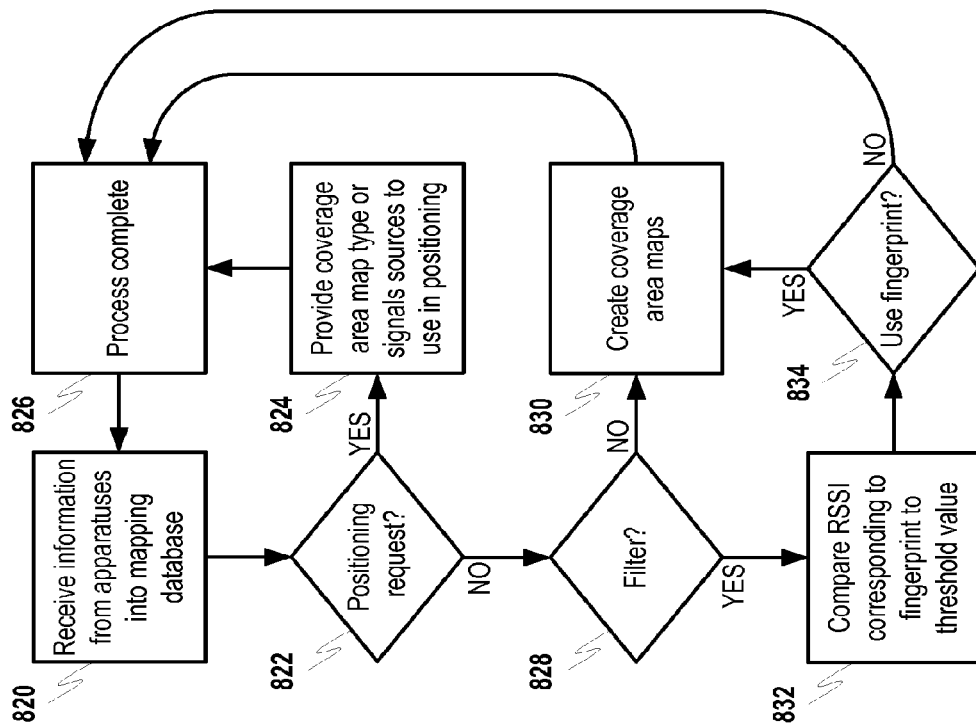 820
Receive information
from apparatuses
into mapping
database
826
Process complete
822
Positioning
request?
YES
NO
824
Provide coverage
area map type or
signals sources to
use in positioning
828
Filter?
NO
YES
830
Create coverage
area maps
832
Compare RSSI
corresponding to
fingerprint to
threshold value
834
Use fingerprint?
YES
NO